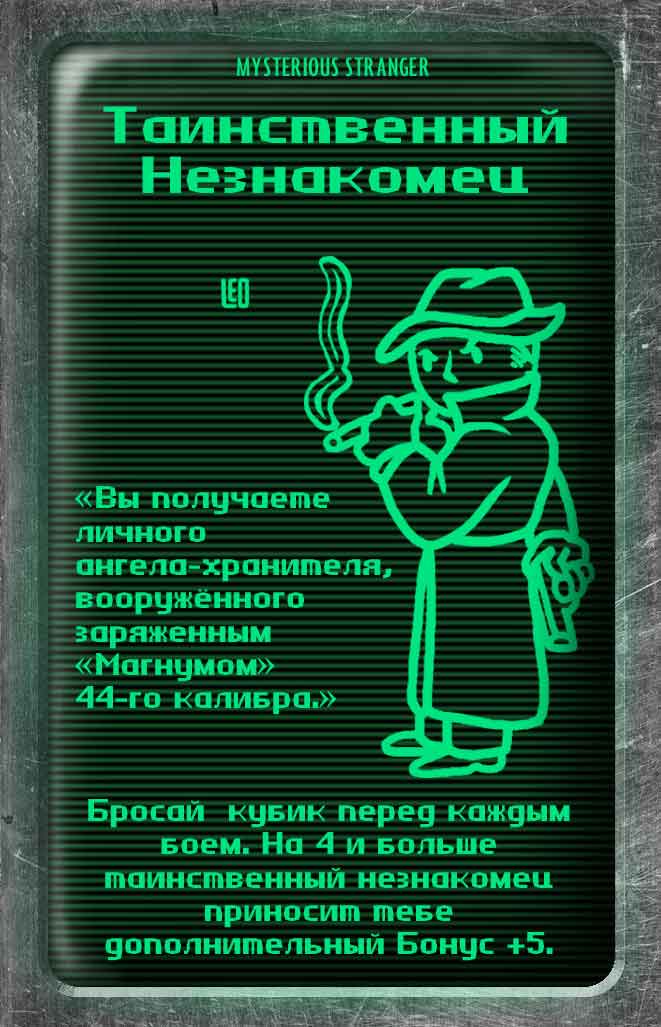 MYSTERIOUS STRANGER
Таинственный
Незнакомец
LEO
«Вы получаете
личного
ангела-хранителя,
вооружённого
заряженным
«Магнумом»
44-го калибра.»
Бросай кубик перед каждым
боем. На 4 и больше
таинственный незнакомец
приносит тебе
дополнительный Бонус +5.